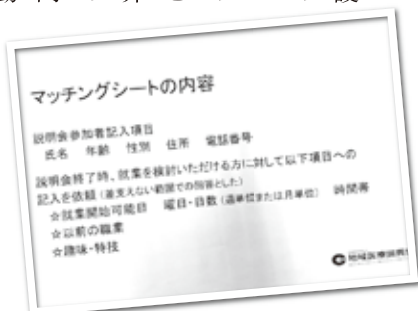 マッチングシートの内容
説明会参加者記入項目
氏名 年齢 性別 住所 電話番号
説明会終了時、就業を検討いただける方に対して以下項目への
記入を依頼(差支えない範囲での回答とした)
☆就業開始可能日 曜日・日数(週単位または月単位) 時間帯
☆以前の職業
☆趣味・特技
地域医療